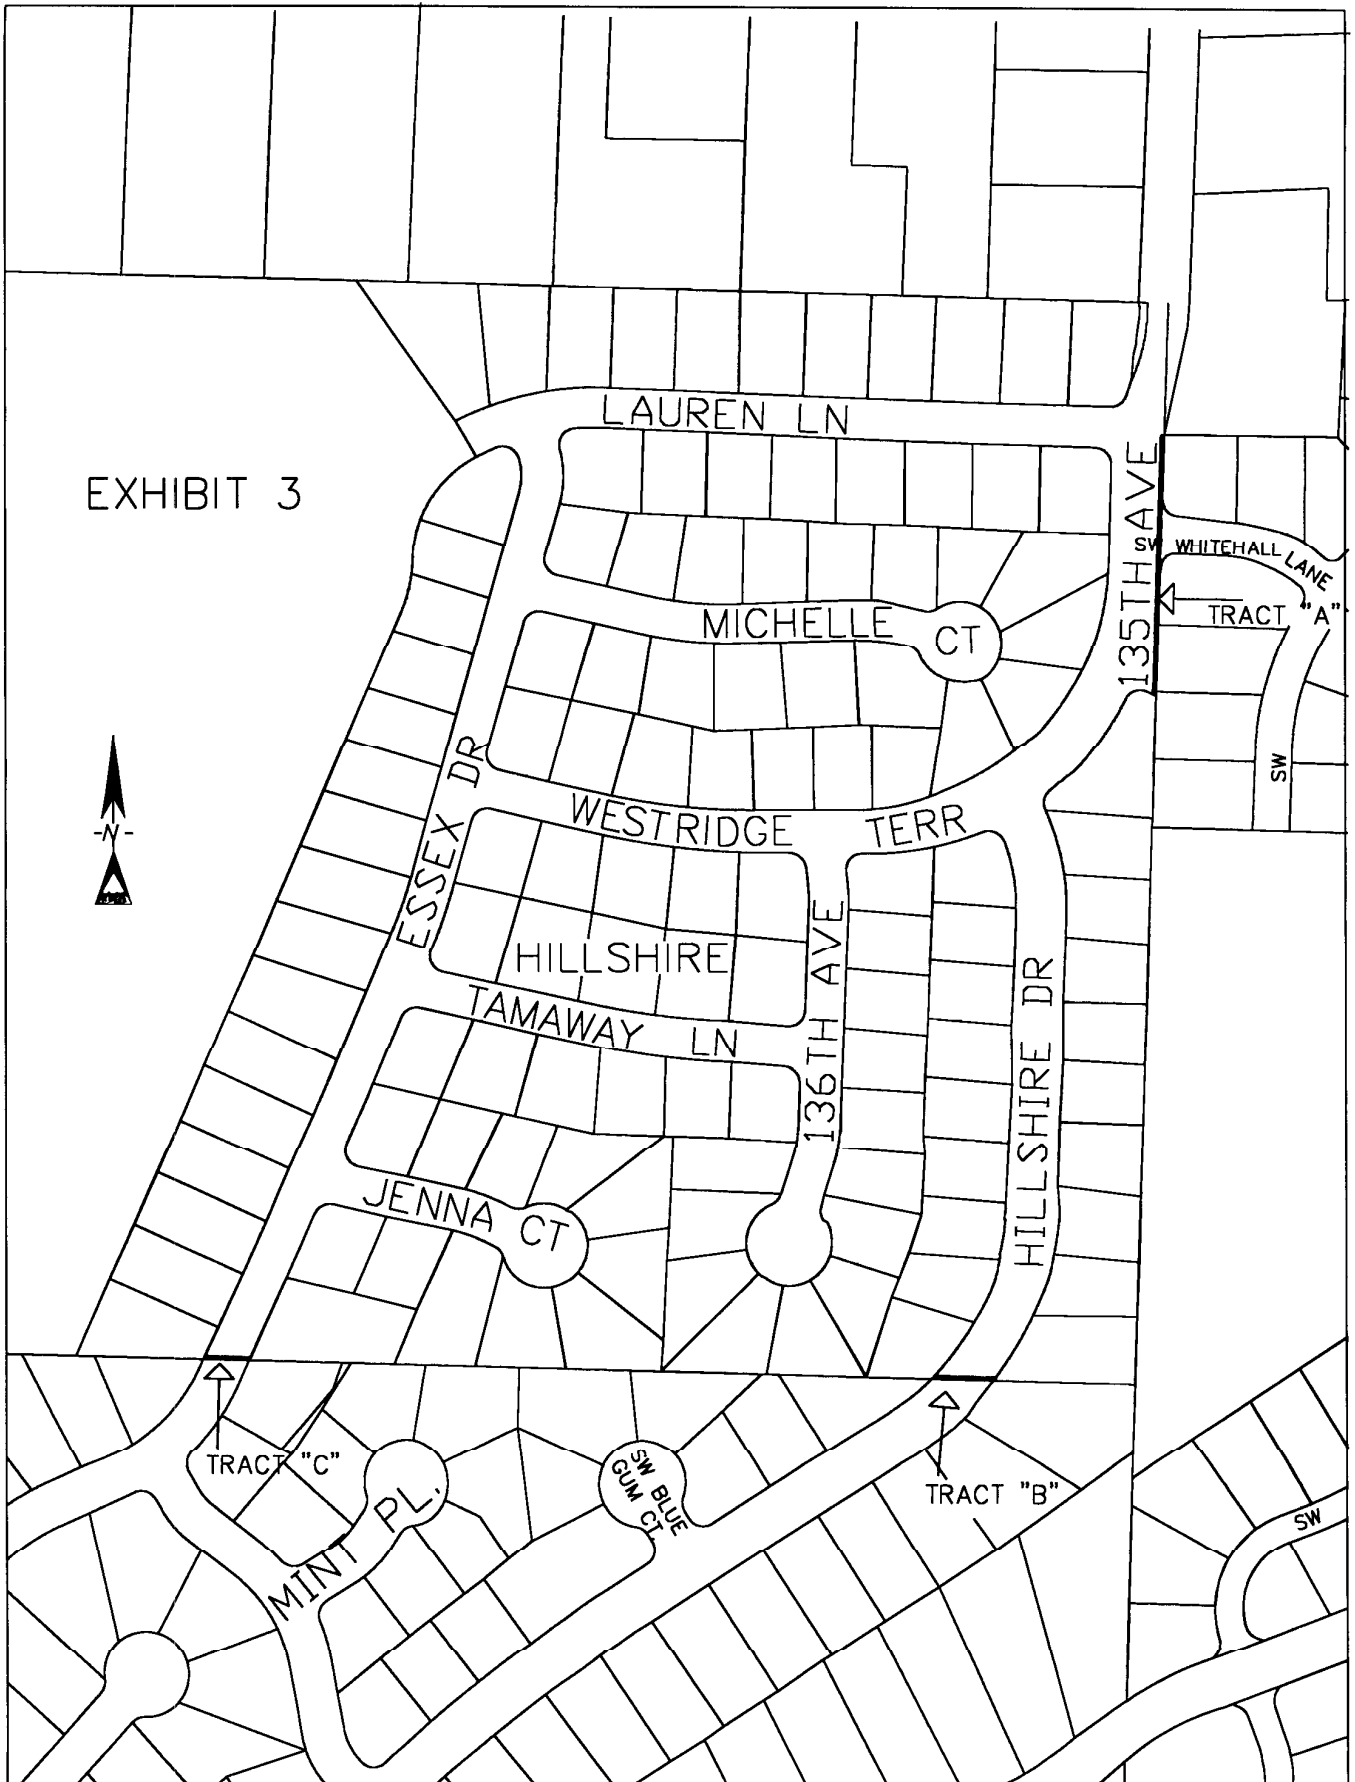 LAUREN LN
EXHIBIT 3
135TH AVE
SW WHITEHALL LANE
TRACT "A"
MICHELLE CT
SW
ESSEX DR
WESTRIDGE TERR
-N-
HILLSHIRE
136TH AVE
HILLSHIRE DR
TAMAWAY LN
JENNA CT
TRACT "C"
MINT PL.
SW BLUE
GUM CT.
TRACT "B"
SW